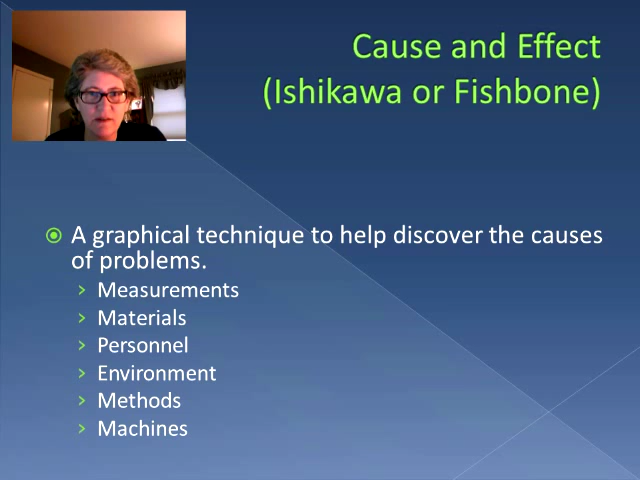 Cause and Effect
(Ishikawa or Fishbone)
A graphical technique to help discover the causes
of problems.
Measurements
Materials
Personnel
Environment
Methods
Machines